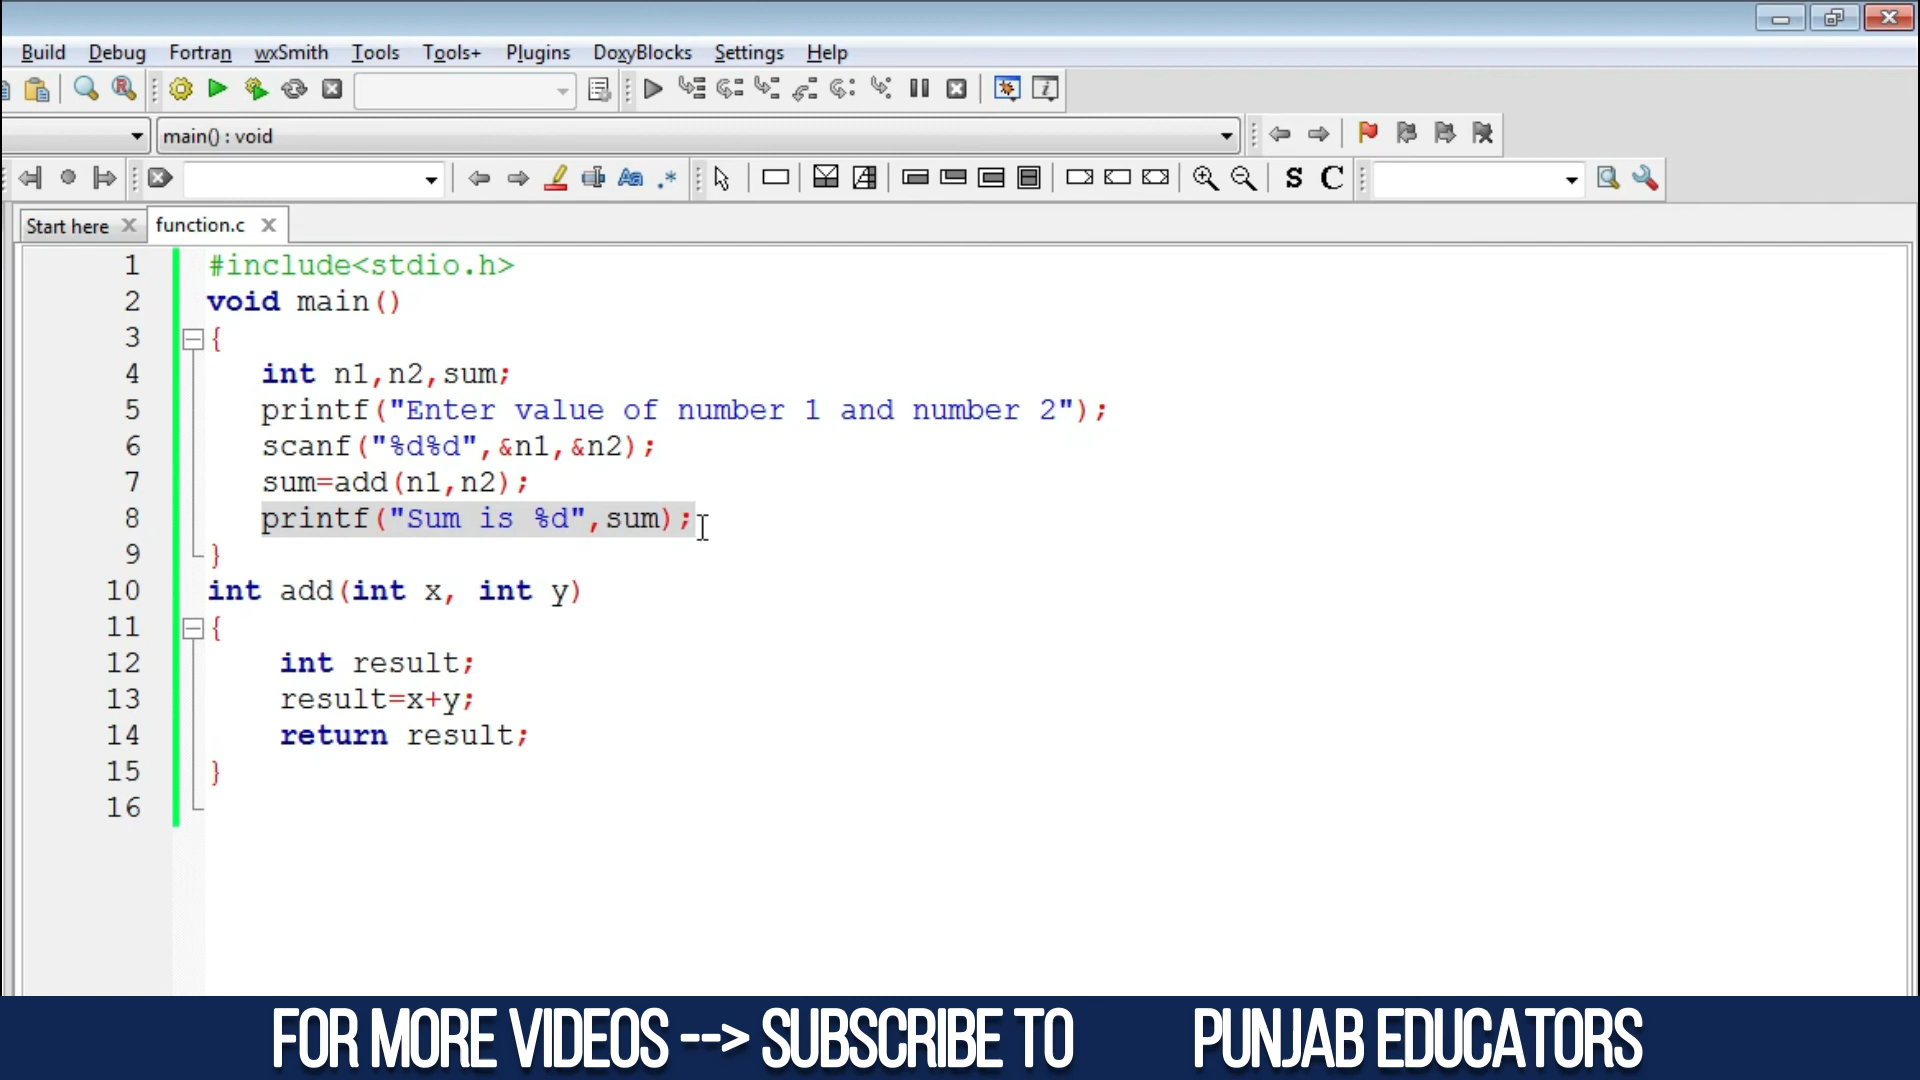 Build Debug Fortran wxSmith Tools Tools+ Plugins DoxyBlocks Settings Help
main() : void
S C
Start here function.c
1 #include<stdio.h>
2 void main()
3 {
4 int n1,n2,sum;
5 printf("Enter value of number 1 and number 2");
6 scanf("%d%d",&n1,&n2);
7 sum=add(n1,n2);
8 printf("Sum is %d",sum);
9 }
10 int add(int x, int y)
11 {
12 int result;
13 result=x+y;
14 return result;
15 }
16
FOR MORE VIDEOS --> SUBSCRIBE TO PUNJAB EDUCATORS